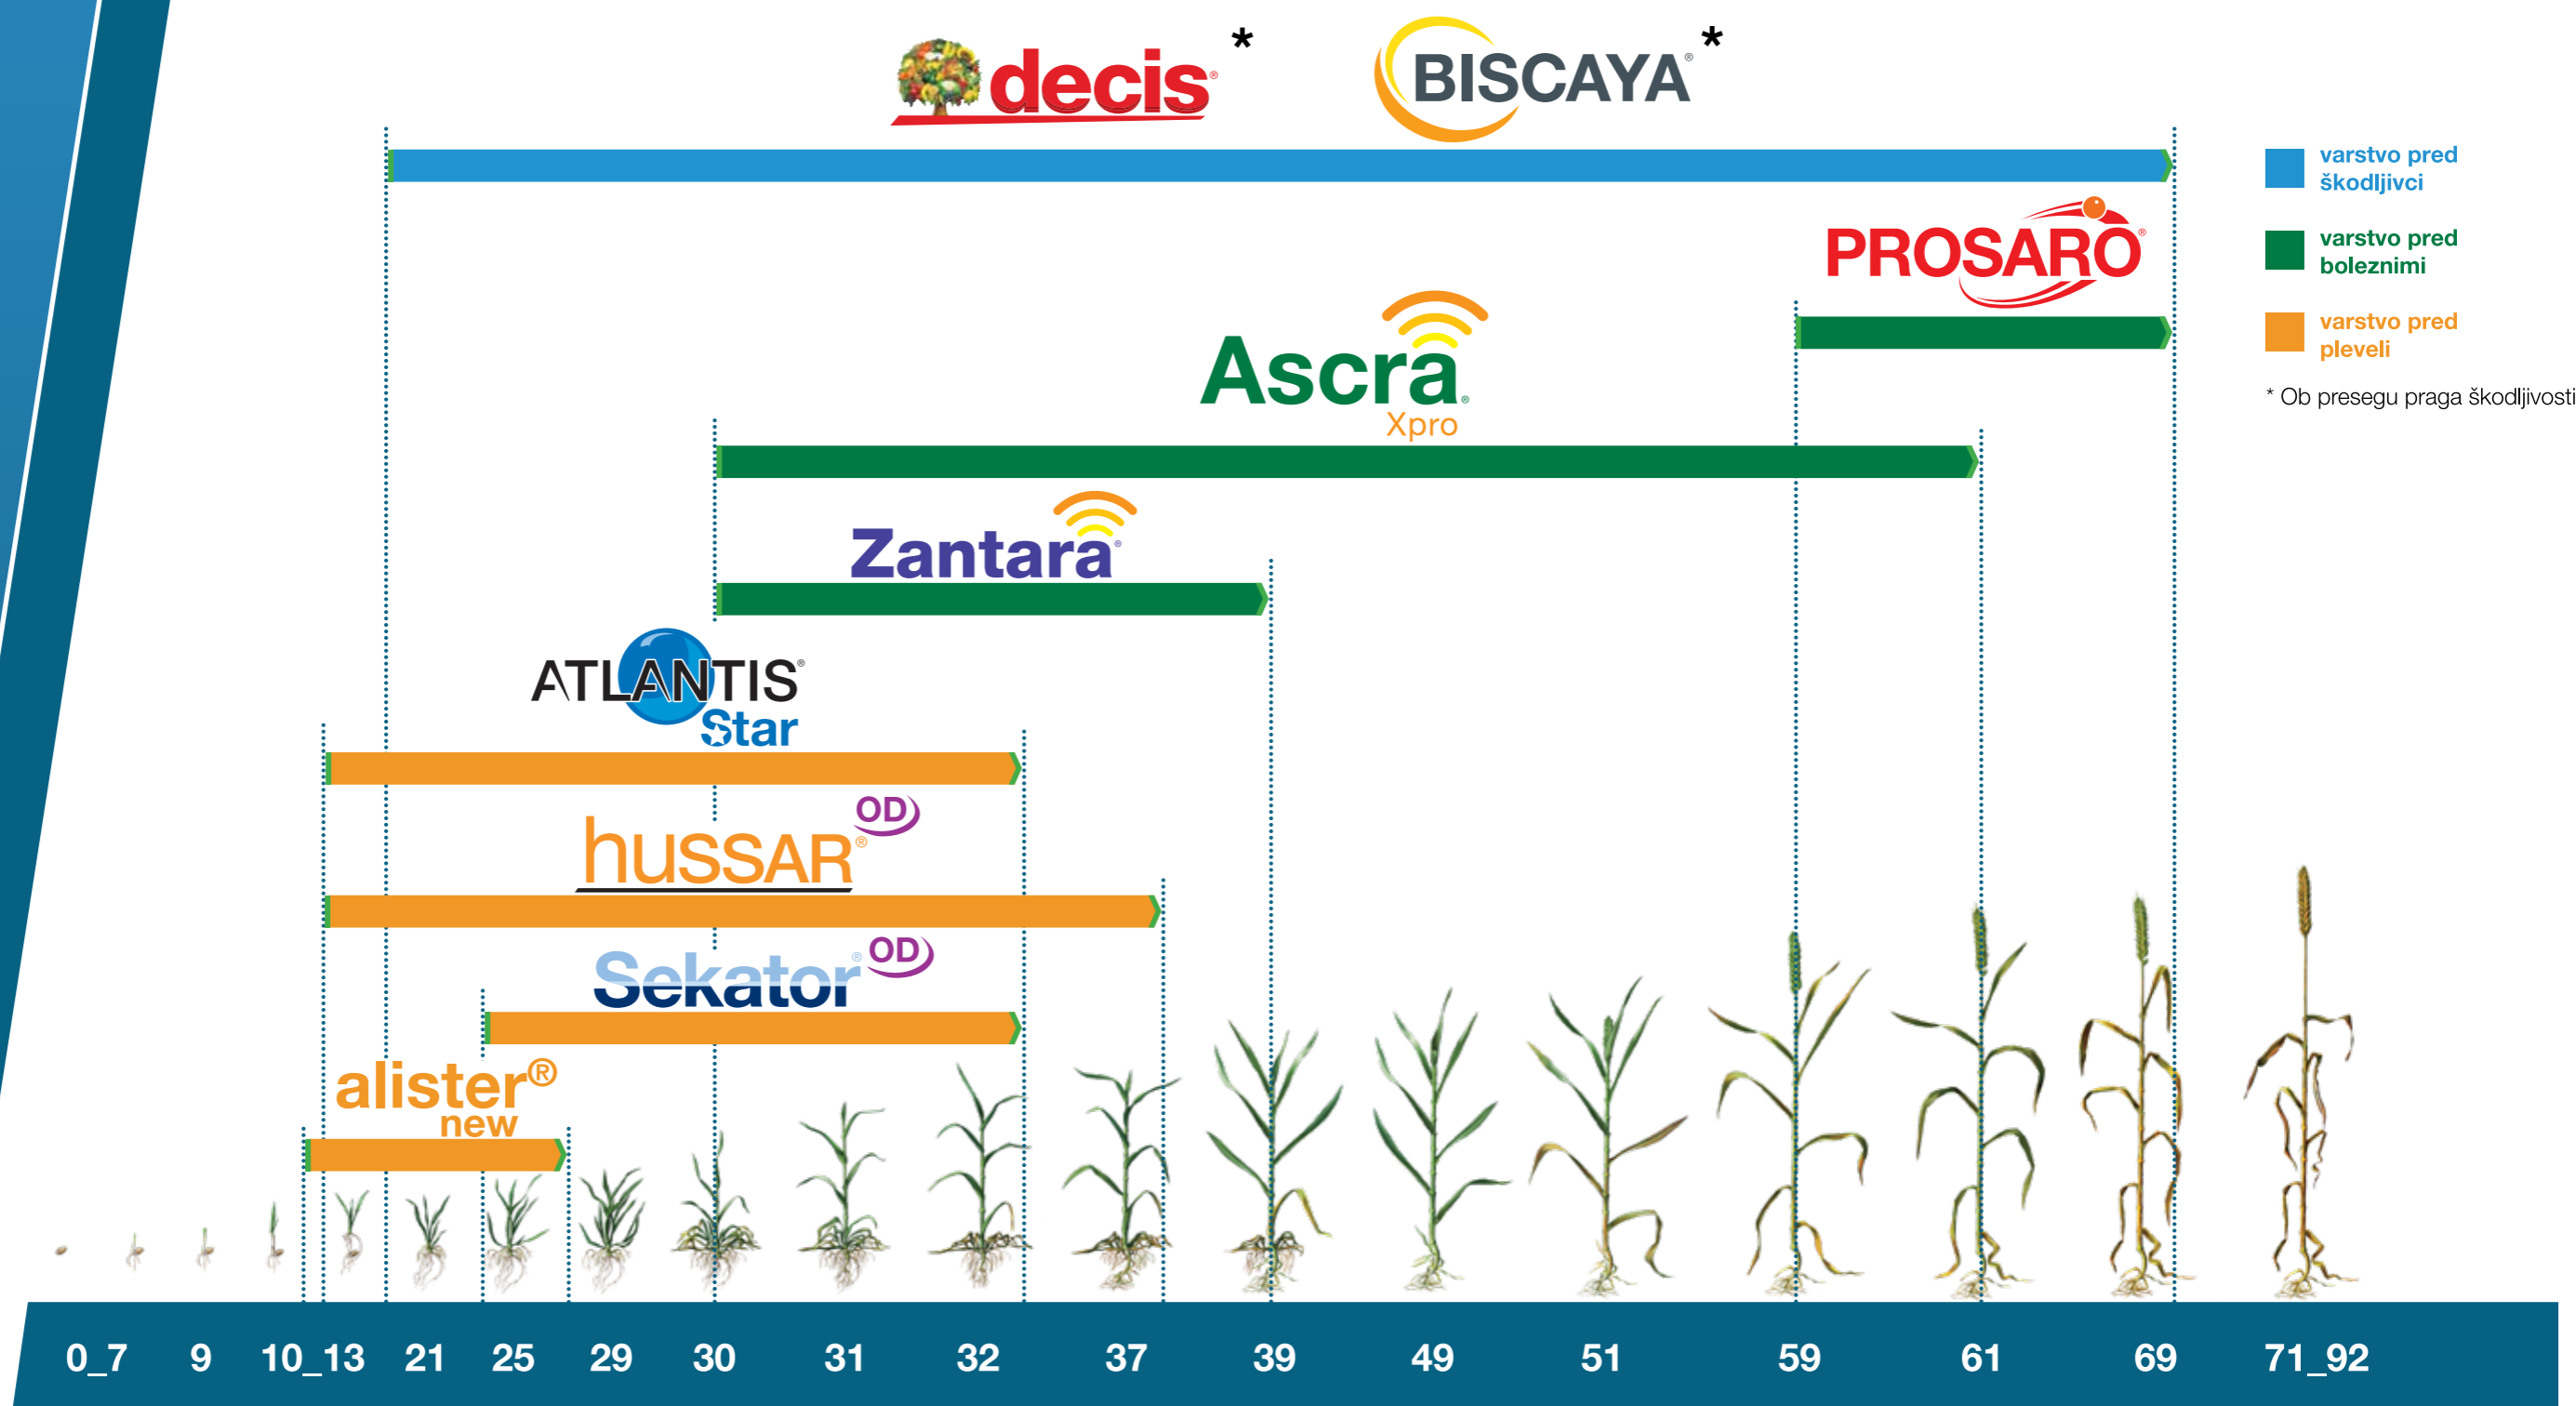 decis® *
BISCAYA® *
varstvo pred
škodljivci
varstvo pred
boleznimi
varstvo pred
pleveli
* Ob presegu praga škodljivosti
PROSARO®
Ascra®
Xpro
Zantara®
ATLANTIS®
Star
hussar® OD
Sekator® OD
alister®
new
0_7 9 10_13 21 25 29 30 31 32 37 39 49 51 59 61 69 71_92